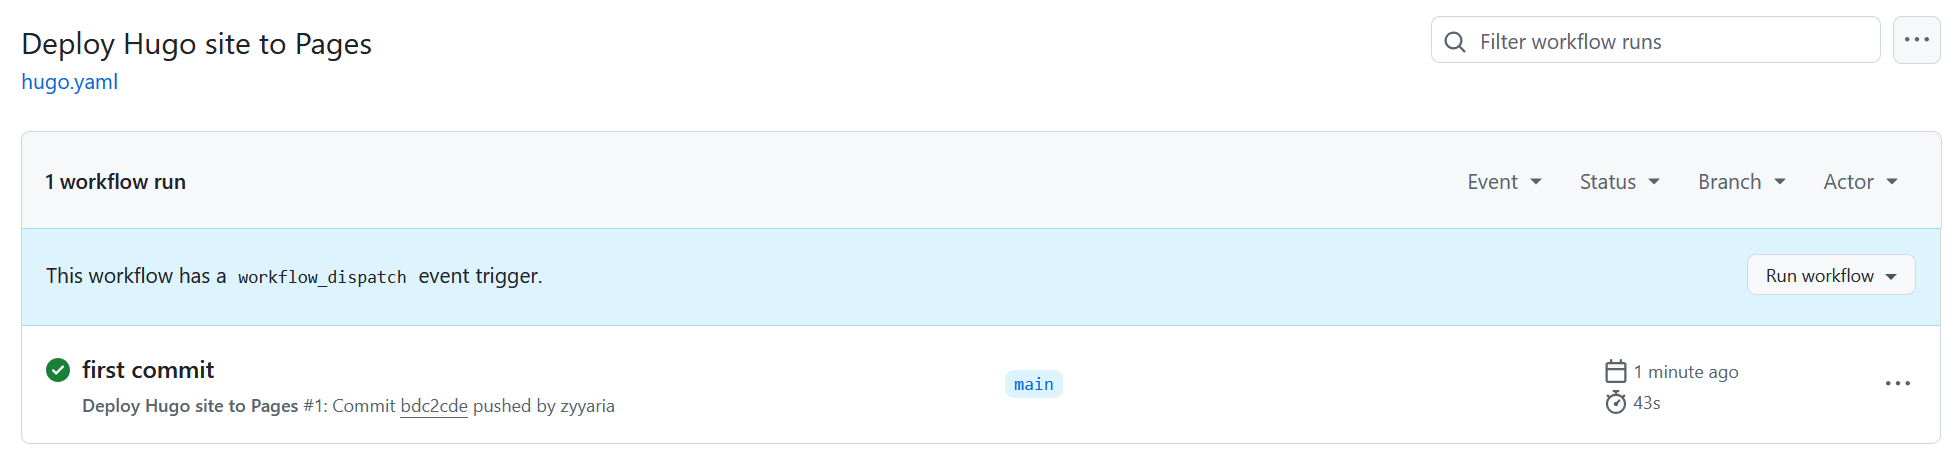 Deploy Hugo site to Pages
Filter workflow runs
hugo.yaml
1 workflow run
Event Status Branch Actor
This workflow has a workflow_dispatch event trigger.
Run workflow
first commit
main
1 minute ago
Deploy Hugo site to Pages #1: Commit bdc2cde pushed by zyyaria
43s